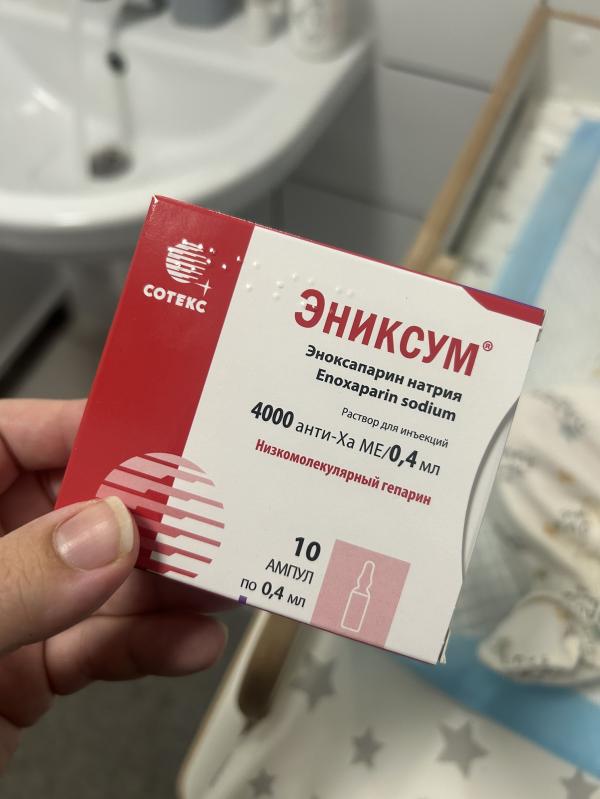 СОТЕКС
ЭНИКСУМ®
Эноксапарин натрия
Enoxaparin sodium
Раствор для инъекций
4000 анти-Ха МЕ/0,4 мл
Низкомолекулярный гепарин
10
АМПУЛ
по 0,4 мл